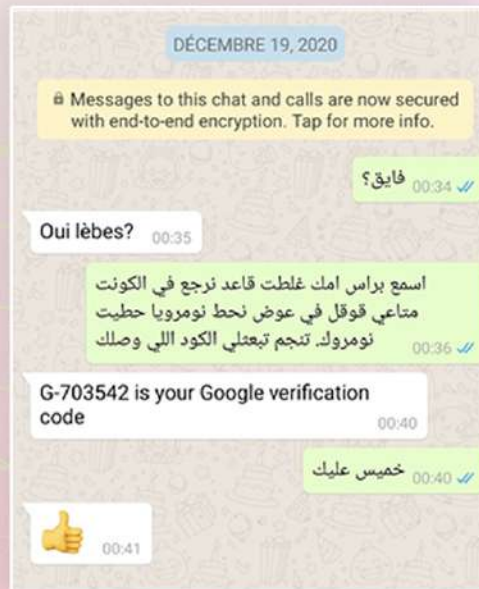 DÉCEMBRE 19, 2020
Messages to this chat and calls are now secured
with end-to-end encryption. Tap for more info.
فايق؟ 00:34
Oui lèbes? 00:35
اسمع براس امك غلطت قاعد نرجع في الكونت
متاعي قوقل في عوض نحط نومرويا حطيت
نومروك. تنجم تبعثلي الكود اللي وصلك 00:36
G-703542 is your Google verification
code 00:40
خميس عليك 00:40
👍 00:41